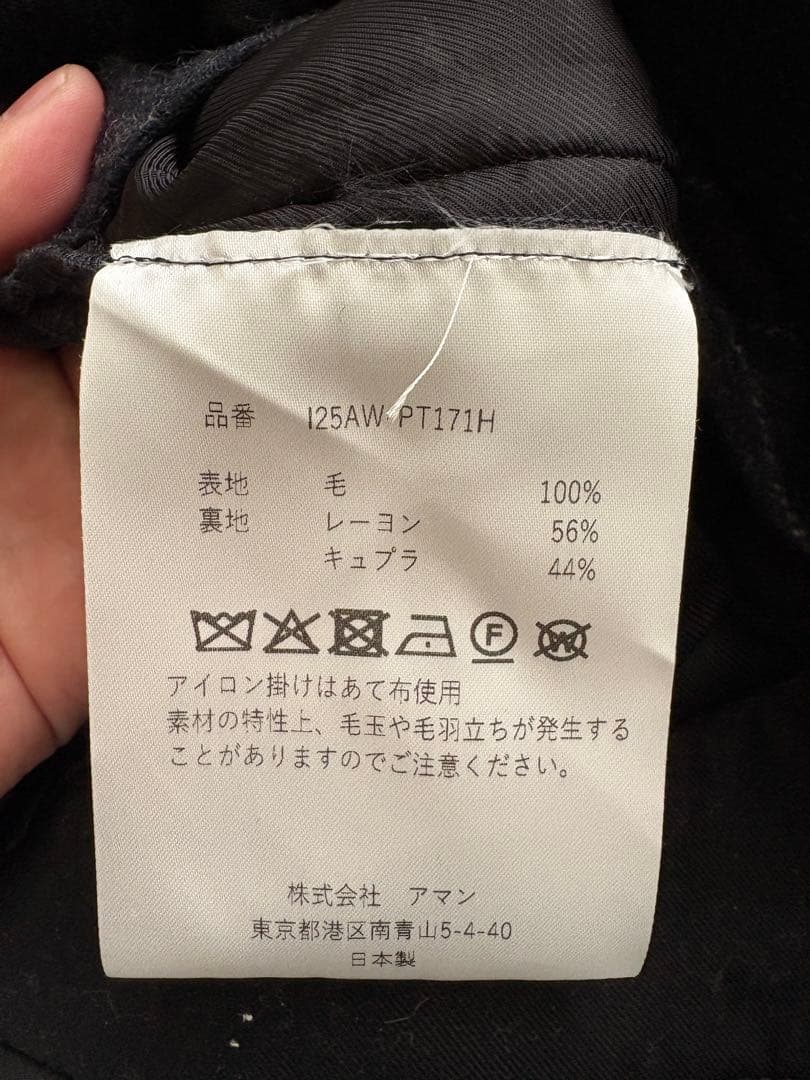 品番 I25AW-PT171H
表地 毛 100%
裏地 レーヨン 56%
キュプラ 44%
F W
アイロン掛けはあて布使用
素材の特性上、毛玉や毛羽立ちが発生する
ことがありますのでご注意ください。
株式会社 アマン
東京都港区南青山5-4-40
日本製